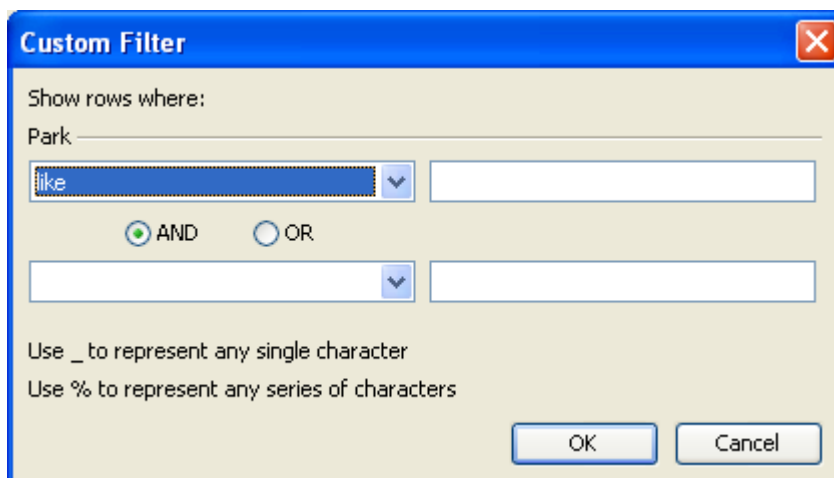 Custom Filter
Show rows where:
Park
like
AND OR
Use _ to represent any single character
Use % to represent any series of characters
OK Cancel